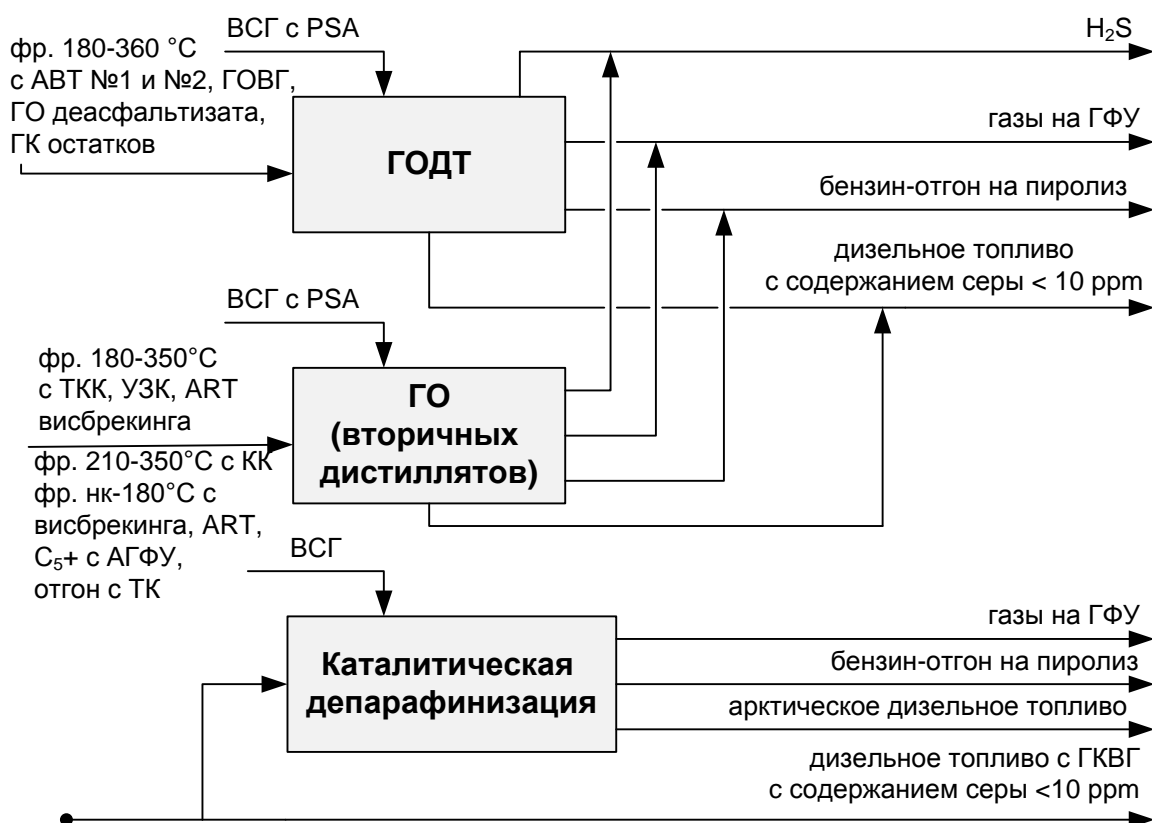 ВСГ с PSA
H₂S
фр. 180-360 °С
с АВТ №1 и №2, ГОВГ,
ГО деасфальтизата,
ГК остатков
ГОДТ
газы на ГФУ
бензин-отгон на пиролиз
дизельное топливо
с содержанием серы < 10 ppm
ВСГ с PSA
фр. 180-350°С
с ТКК, УЗК, ART
висбрекинга
ГО
(вторичных
дистиллятов)
фр. 210-350°С с КК
фр. нк-180°С с
висбрекинга, ART,
С₅+ с АГФУ,
отгон с ТК
ВСГ
Каталитическая
депарафинизация
газы на ГФУ
бензин-отгон на пиролиз
арктическое дизельное топливо
дизельное топливо с ГКВГ
с содержанием серы <10 ppm